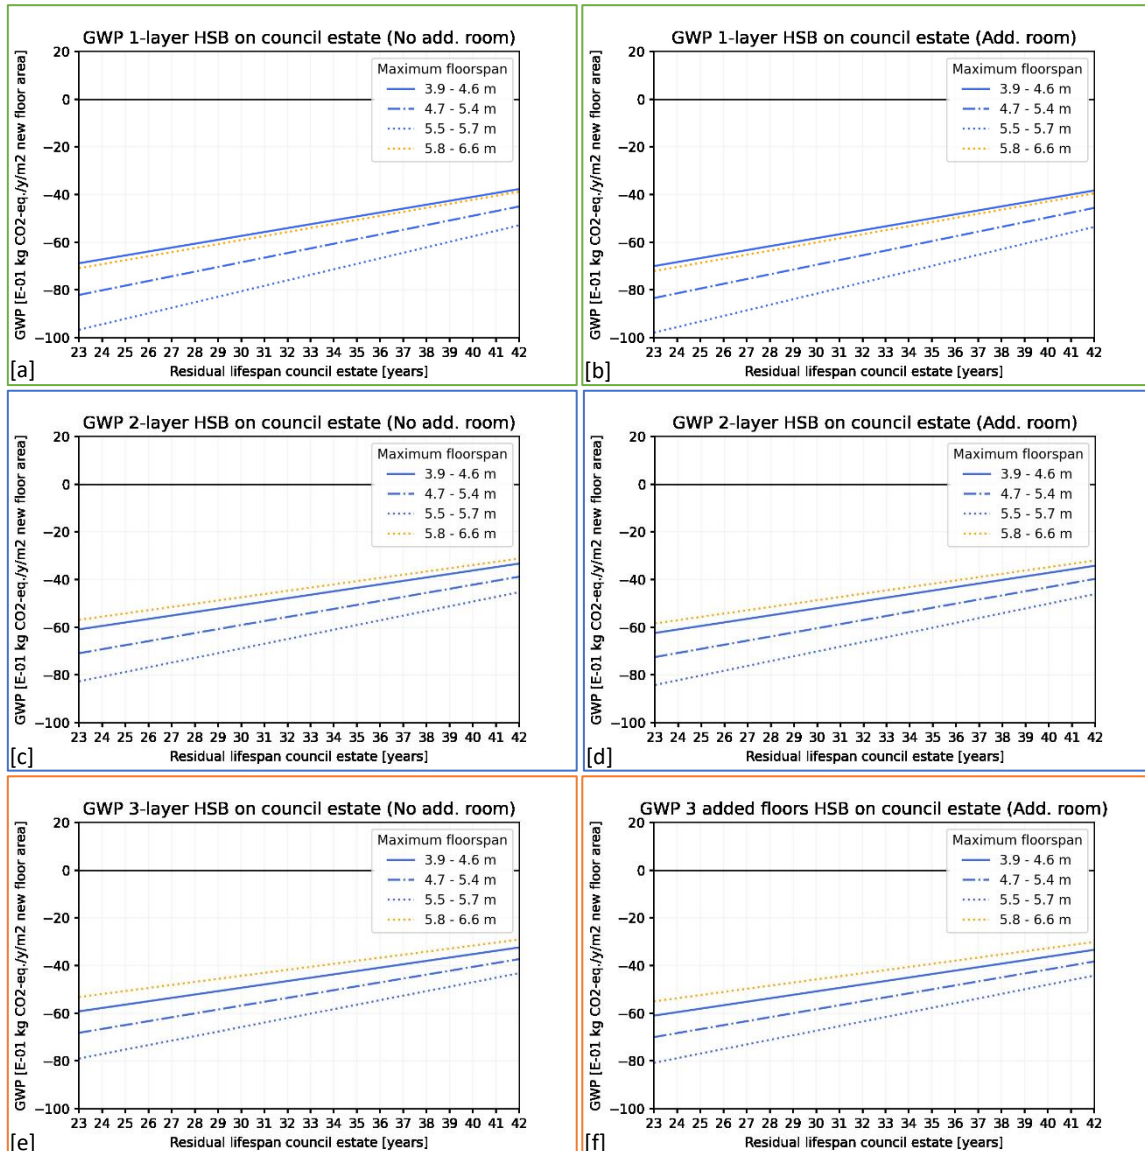 GWP 1-layer HSB on council estate (No add. room)
GWP [E-01 kg CO2-eq./y/m2 new floor area]
20
0
−20
−40
−60
−80
−100
Maximum floorspan
3.9 - 4.6 m
4.7 - 5.4 m
5.5 - 5.7 m
5.8 - 6.6 m
23 24 25 26 27 28 29 30 31 32 33 34 35 36 37 38 39 40 41 42
Residual lifespan council estate [years]
[a]
GWP 1-layer HSB on council estate (Add. room)
GWP [E-01 kg CO2-eq./y/m2 new floor area]
20
0
−20
−40
−60
−80
−100
Maximum floorspan
3.9 - 4.6 m
4.7 - 5.4 m
5.5 - 5.7 m
5.8 - 6.6 m
23 24 25 26 27 28 29 30 31 32 33 34 35 36 37 38 39 40 41 42
Residual lifespan council estate [years]
[b]
GWP 2-layer HSB on council estate (No add. room)
GWP [E-01 kg CO2-eq./y/m2 new floor area]
20
0
−20
−40
−60
−80
−100
Maximum floorspan
3.9 - 4.6 m
4.7 - 5.4 m
5.5 - 5.7 m
5.8 - 6.6 m
23 24 25 26 27 28 29 30 31 32 33 34 35 36 37 38 39 40 41 42
Residual lifespan council estate [years]
[c]
GWP 2-layer HSB on council estate (Add. room)
GWP [E-01 kg CO2-eq./y/m2 new floor area]
20
0
−20
−40
−60
−80
−100
Maximum floorspan
3.9 - 4.6 m
4.7 - 5.4 m
5.5 - 5.7 m
5.8 - 6.6 m
23 24 25 26 27 28 29 30 31 32 33 34 35 36 37 38 39 40 41 42
Residual lifespan council estate [years]
[d]
GWP 3-layer HSB on council estate (No add. room)
GWP [E-01 kg CO2-eq./y/m2 new floor area]
20
0
−20
−40
−60
−80
−100
Maximum floorspan
3.9 - 4.6 m
4.7 - 5.4 m
5.5 - 5.7 m
5.8 - 6.6 m
23 24 25 26 27 28 29 30 31 32 33 34 35 36 37 38 39 40 41 42
Residual lifespan council estate [years]
[e]
GWP 3 added floors HSB on council estate (Add. room)
GWP [E-01 kg CO2-eq./y/m2 new floor area]
20
0
−20
−40
−60
−80
−100
Maximum floorspan
3.9 - 4.6 m
4.7 - 5.4 m
5.5 - 5.7 m
5.8 - 6.6 m
23 24 25 26 27 28 29 30 31 32 33 34 35 36 37 38 39 40 41 42
Residual lifespan council estate [years]
[f]